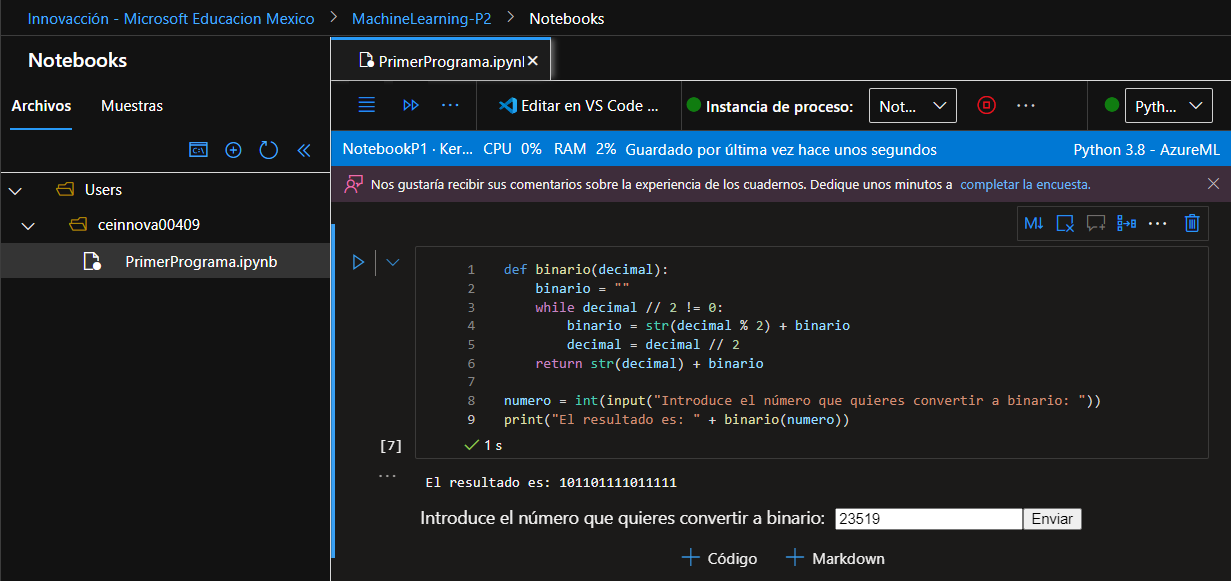 Innovacción - Microsoft Educacion Mexico > MachineLearning-P2 > Notebooks
Notebooks
Archivos Muestras
Users
ceinnova00409
PrimerPrograma.ipynb
PrimerPrograma.ipynl
Editar en VS Code ... Instancia de proceso: Not... Pyth...
NotebookP1 · Ker... CPU 0% RAM 2% Guardado por última vez hace unos segundos Python 3.8 - AzureML
Nos gustaría recibir sus comentarios sobre la experiencia de los cuadernos. Dedique unos minutos a completar la encuesta.
M↓
1 def binario(decimal):
2     binario = ""
3     while decimal // 2 != 0:
4         binario = str(decimal % 2) + binario
5         decimal = decimal // 2
6     return str(decimal) + binario
7
8 numero = int(input("Introduce el número que quieres convertir a binario: "))
9 print("El resultado es: " + binario(numero))
[7] ✓ 1 s
El resultado es: 101101111011111
Introduce el número que quieres convertir a binario: 23519 Enviar
+ Código + Markdown